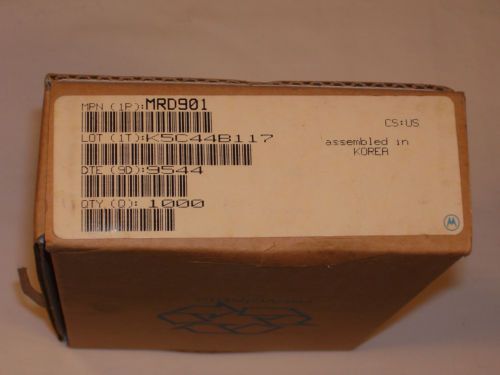 MPN (1P): MRD901
CS:US
LOT (1T): K5C44B117
assembled in
KOREA
DTE (9D): 9544
QTY (Q): 1000